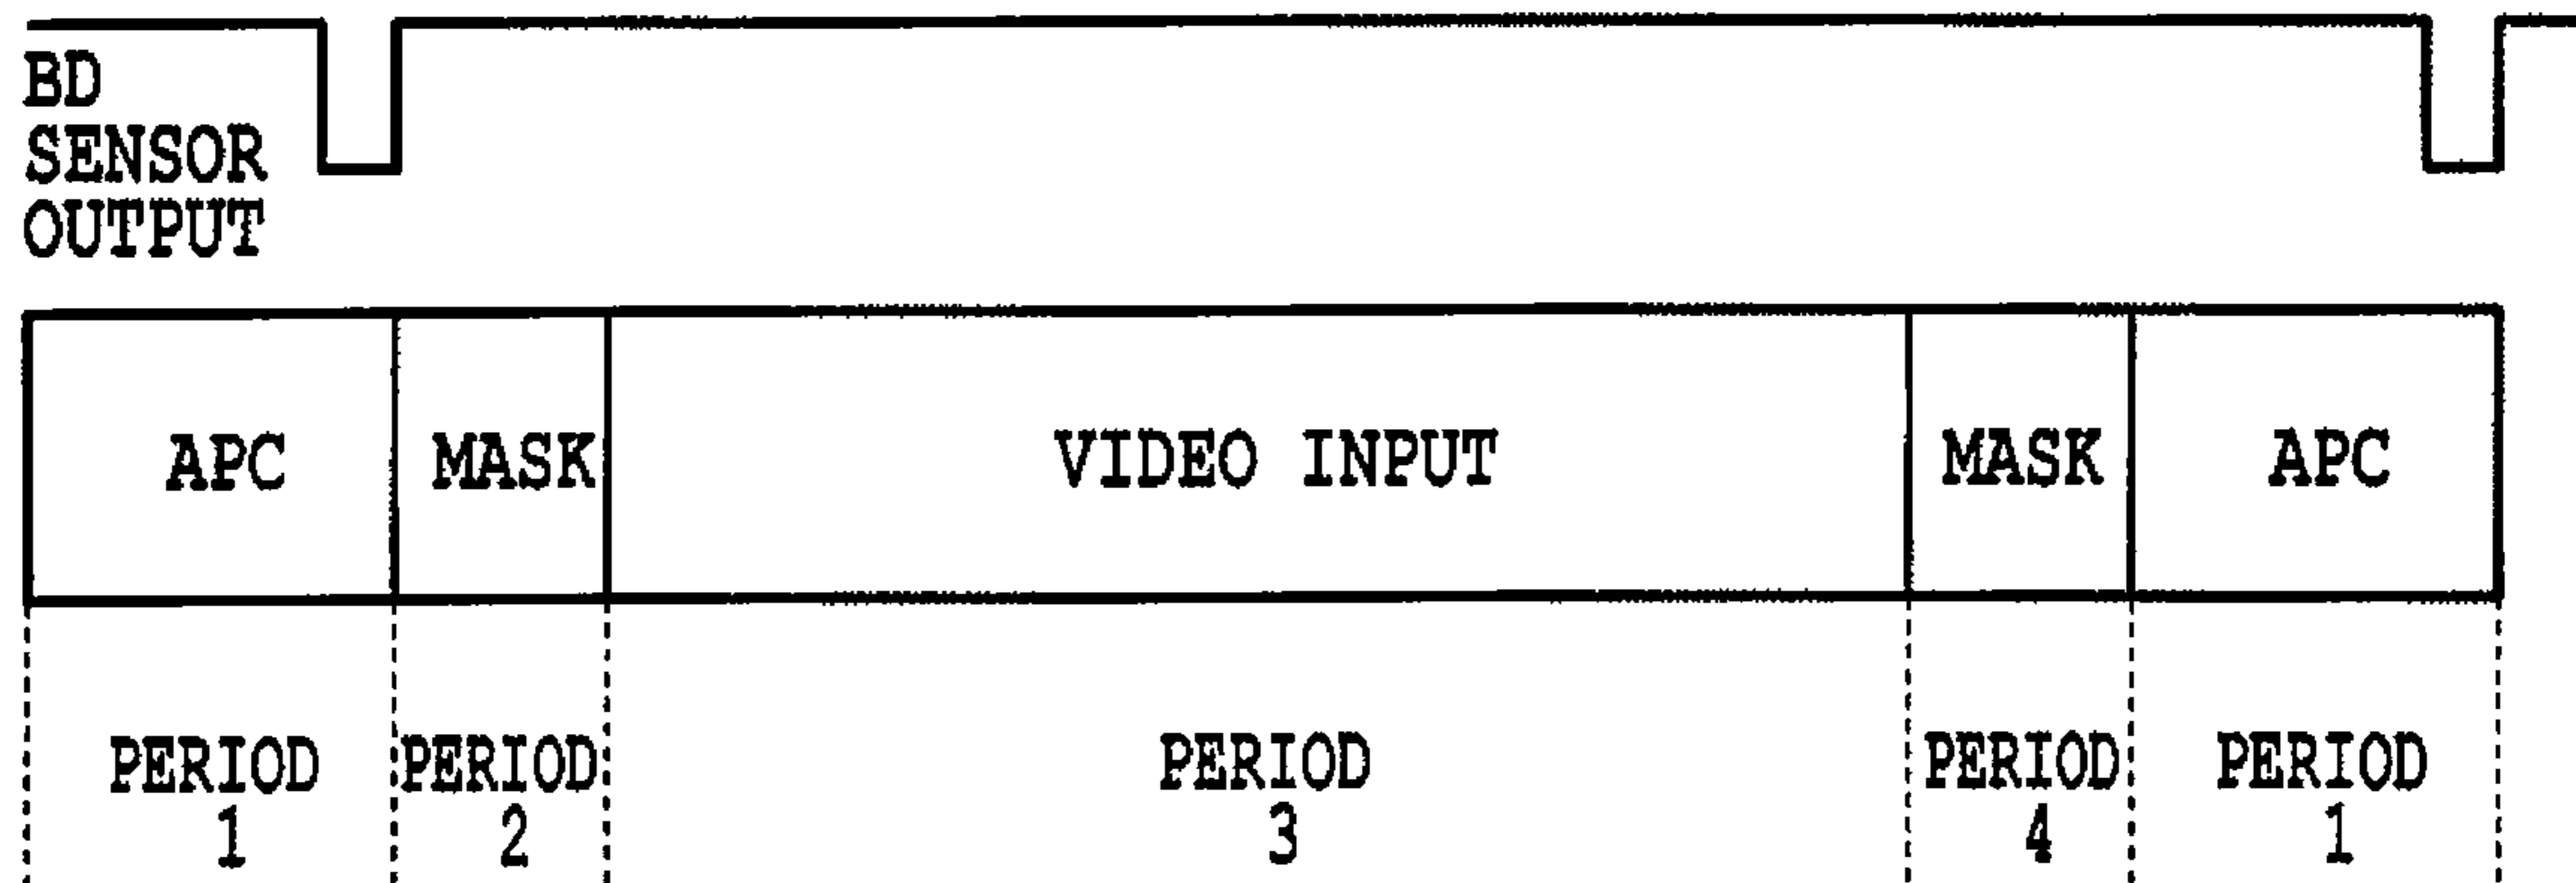 BD
SENSOR
OUTPUT
APC MASK VIDEO INPUT MASK APC
PERIOD PERIOD PERIOD PERIOD PERIOD
1 2 3 4 1